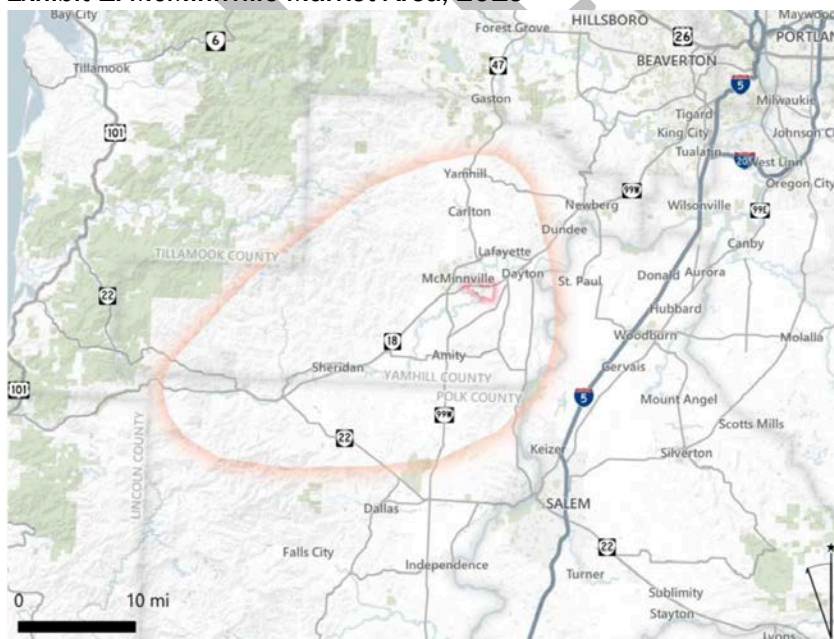 Bay City
HILLSBORO
Maywood
6
Forest Grove
26
PORTLAN
Tillamook
47
BEAVERTON
5
101
Gaston
Tigard
Milwaukie
King City
Johnson C
Tualatin
West Linn
Yamhill
99W
Oregon City
Carlton
Newberg
Wilsonville
99E
Dundee
TILLAMOOK COUNTY
Lafayette
Canby
McMinnville
Dayton
St. Paul
Donald
Aurora
22
Hubbard
18
Woodburn
Molalla
Sheridan
Amity
101
YAMHILL COUNTY
Gervais
POLK COUNTY
5
Mount Angel
99W
Scotts Mills
LINCOLN COUNTY
22
Keizer
Silverton
Dallas
SALEM
Falls City
22
Independence
Turner
0
10 mi
Sublimity
Stayton
Lyons